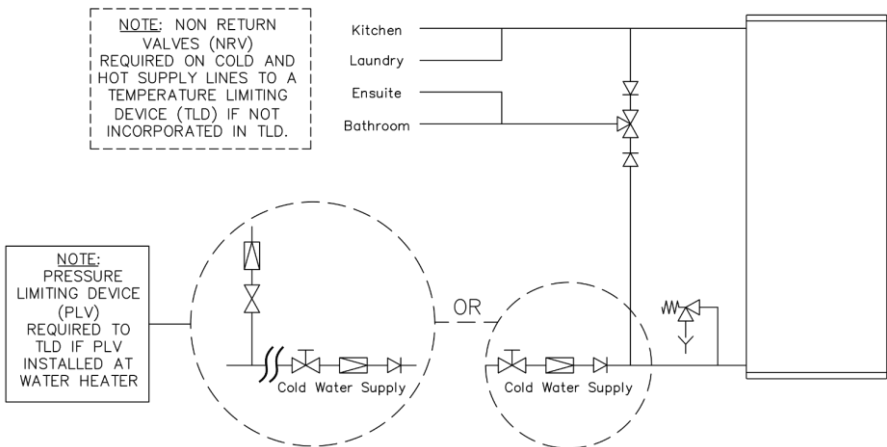 NOTE: NON RETURN
VALVES (NRV)
REQUIRED ON COLD AND
HOT SUPPLY LINES TO A
TEMPERATURE LIMITING
DEVICE (TLD) IF NOT
INCORPORATED IN TLD.
Kitchen
Laundry
Ensuite
Bathroom
NOTE:
PRESSURE
LIMITING DEVICE
(PLV)
REQUIRED TO
TLD IF PLV
INSTALLED AT
WATER HEATER
OR
Cold Water Supply
Cold Water Supply